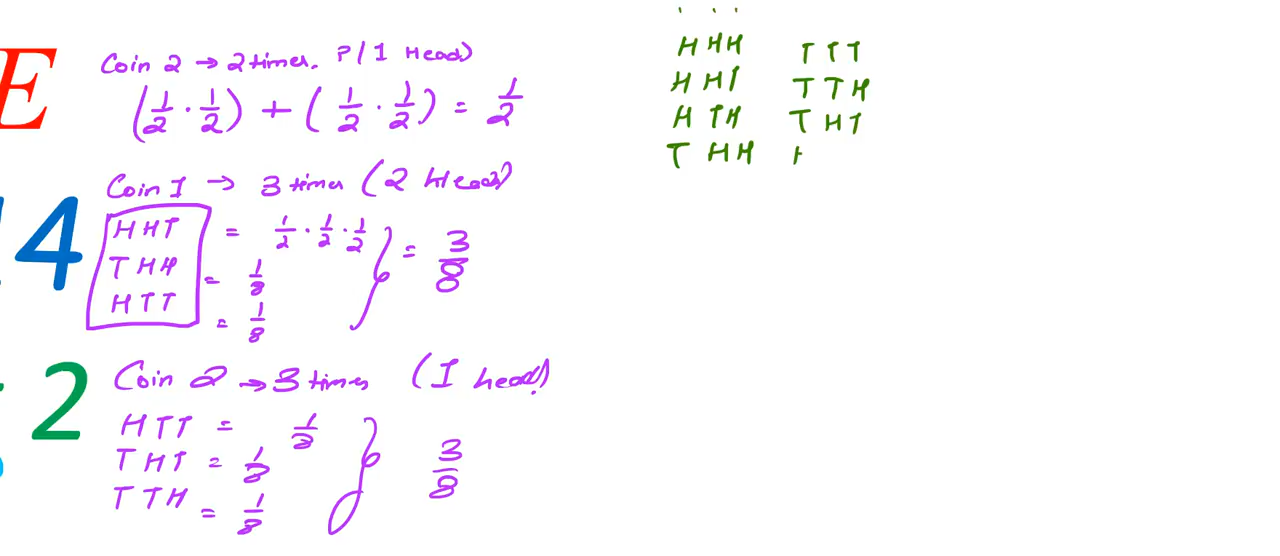 E
Coin 2 → 2 times. P(1 Head)
(1/2 · 1/2) + (1/2 · 1/2) = 1/2
4
Coin I → 3 times (2 Head)
HHT = 1/2 · 1/2 · 1/2
THH = 1/8
HTT = 1/8
= 3/8
2
Coin 2 → 3 times (I head)
HTT = 1/8
THT = 1/8
TTH = 1/8
3/8
HHH TTT
HHT TTH
HTH THT
THH